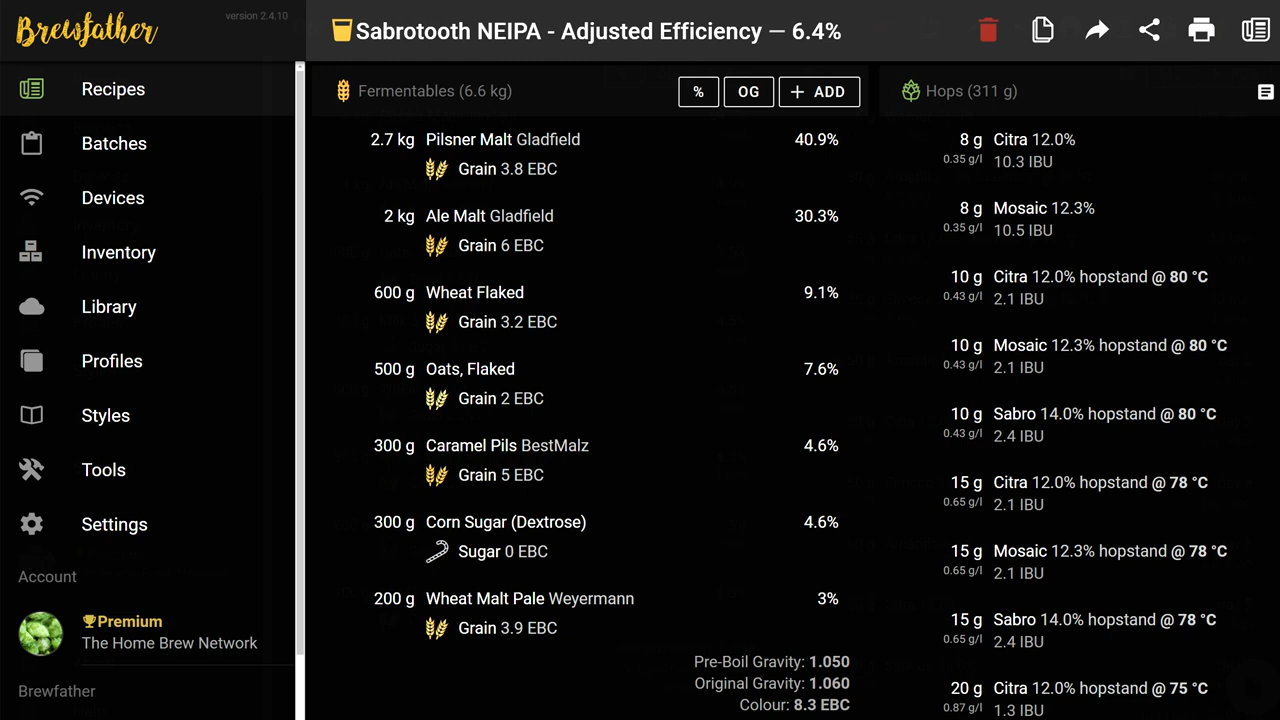 Brewfather
version 2.4.10
Sabrotooth NEIPA - Adjusted Efficiency — 6.4%
Recipes
Batches
Devices
Inventory
Library
Profiles
Styles
Tools
Settings
Account
Premium
The Home Brew Network
Brewfather
Fermentables (6.6 kg)
%
OG
+ ADD
2.7 kg Pilsner Malt Gladfield 40.9%
Grain 3.8 EBC
2 kg Ale Malt Gladfield 30.3%
Grain 6 EBC
600 g Wheat Flaked 9.1%
Grain 3.2 EBC
500 g Oats, Flaked 7.6%
Grain 2 EBC
300 g Caramel Pils BestMalz 4.6%
Grain 5 EBC
300 g Corn Sugar (Dextrose) 4.6%
Sugar 0 EBC
200 g Wheat Malt Pale Weyermann 3%
Grain 3.9 EBC
Pre-Boil Gravity: 1.050
Original Gravity: 1.060
Colour: 8.3 EBC
Hops (311 g)
8 g Citra 12.0%
0.35 g/l 10.3 IBU
8 g Mosaic 12.3%
0.35 g/l 10.5 IBU
10 g Citra 12.0% hopstand @ 80 °C
0.43 g/l 2.1 IBU
10 g Mosaic 12.3% hopstand @ 80 °C
0.43 g/l 2.1 IBU
10 g Sabro 14.0% hopstand @ 80 °C
0.43 g/l 2.4 IBU
15 g Citra 12.0% hopstand @ 78 °C
0.65 g/l 2.1 IBU
15 g Mosaic 12.3% hopstand @ 78 °C
0.65 g/l 2.1 IBU
15 g Sabro 14.0% hopstand @ 78 °C
0.65 g/l 2.4 IBU
20 g Citra 12.0% hopstand @ 75 °C
0.87 g/l 1.3 IBU